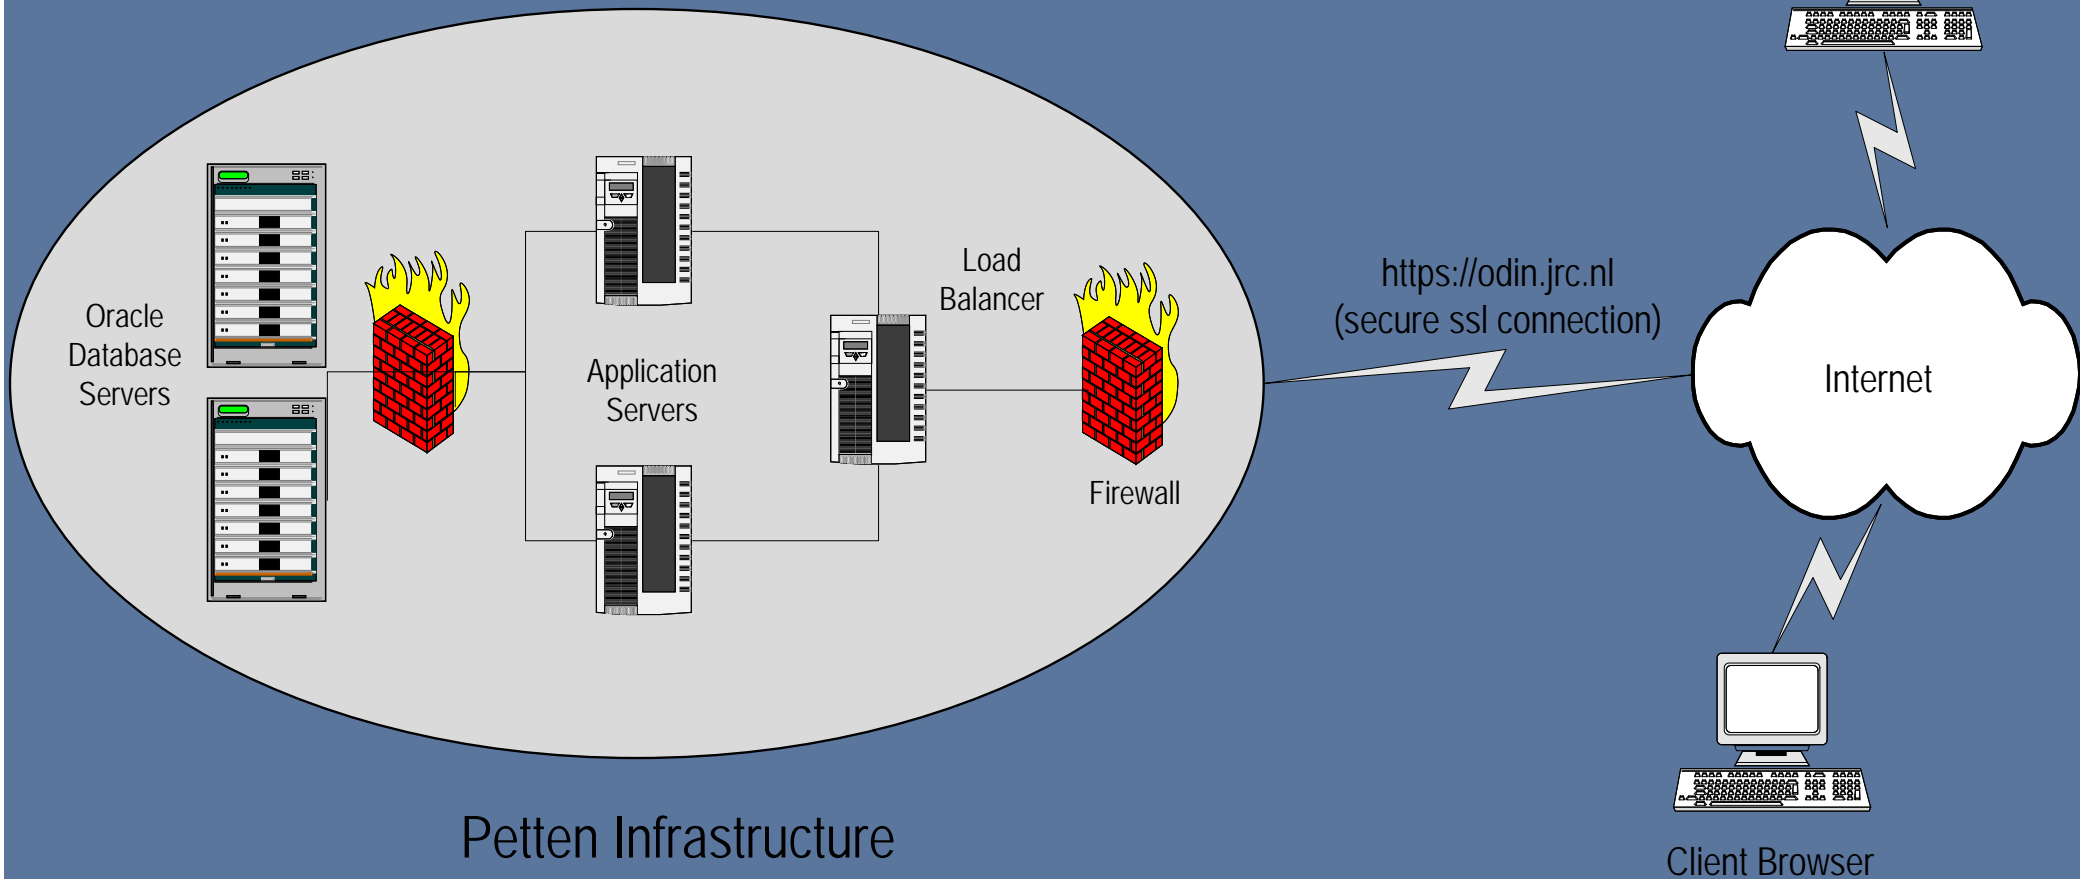 Oracle
Database
Servers
Application
Servers
Load
Balancer
Firewall
https://odin.jrc.nl
(secure ssl connection)
Internet
Petten Infrastructure
Client Browser